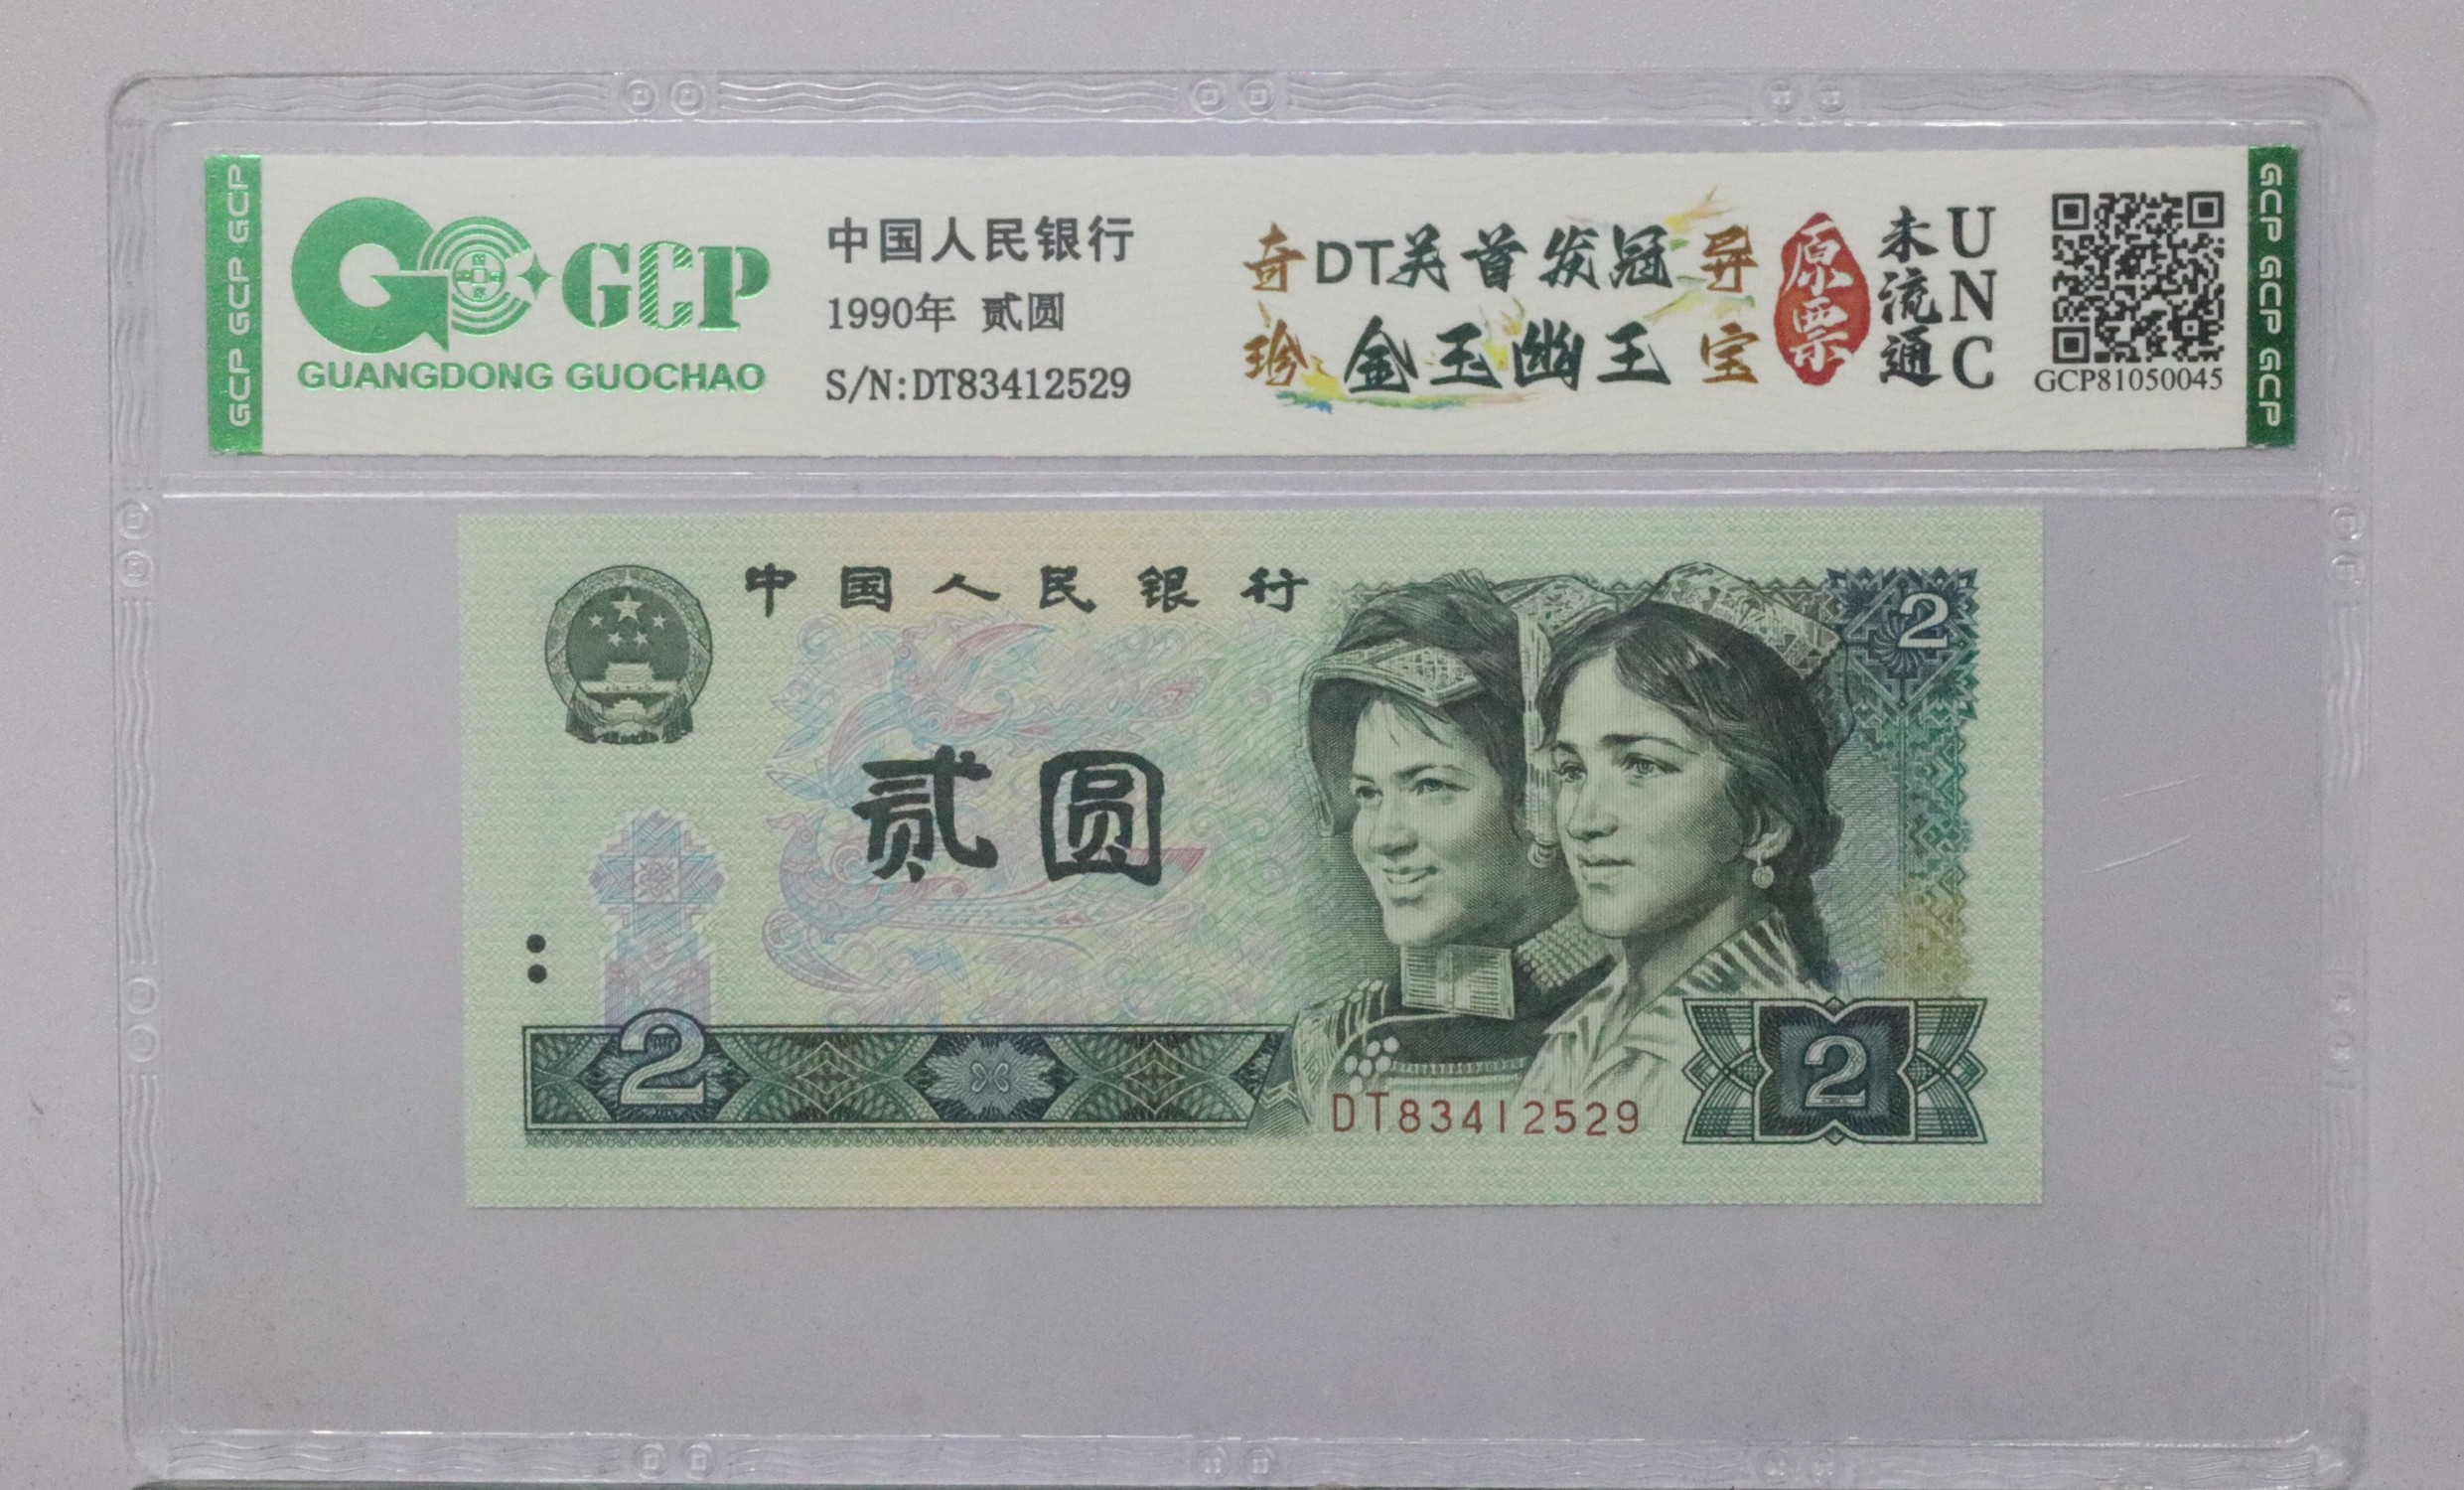 GCP GCP GCP
GCP
GUANGDONG GUOCHAO
中国人民银行
1990年 贰圆
S/N:DT83412529
奇 DT关首发冠 异
珍 金玉幽王 宝
原票
未流通
UNC
GCP81050045
GCP GCP GCP
中国人民银行
2
贰圆
2
DT83412529
2